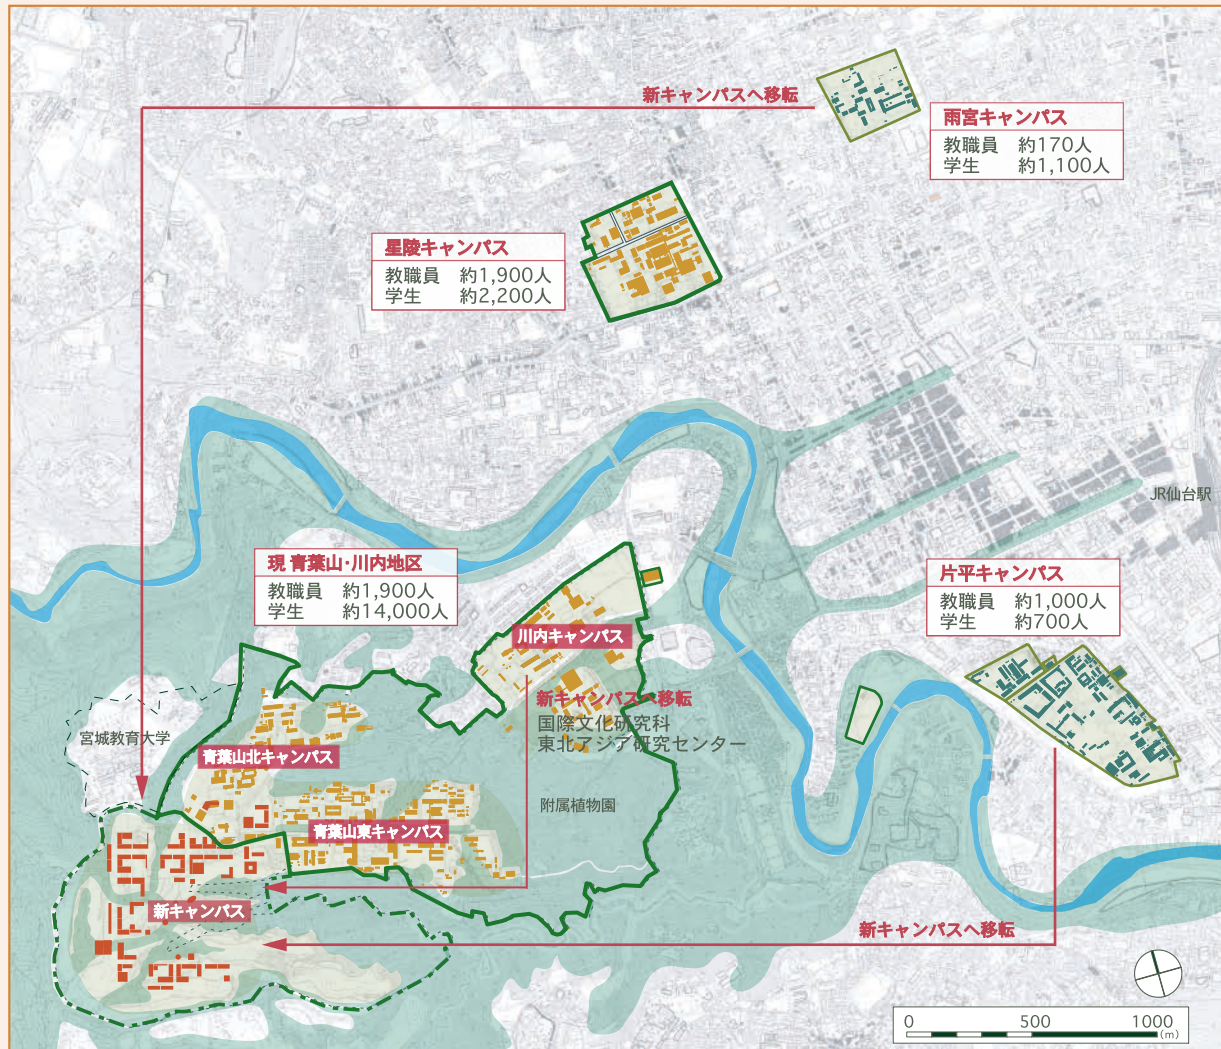 新キャンパスへ移転
雨宮キャンパス
教職員 約170人
学生 約1,100人
星陵キャンパス
教職員 約1,900人
学生 約2,200人
JR仙台駅
現 青葉山・川内地区
教職員 約1,900人
学生 約14,000人
片平キャンパス
教職員 約1,000人
学生 約700人
川内キャンパス
新キャンパスへ移転
国際文化研究科
東北アジア研究センター
宮城教育大学
青葉山北キャンパス
附属植物園
青葉山東キャンパス
新キャンパス
新キャンパスへ移転
0 500 1000
(m)